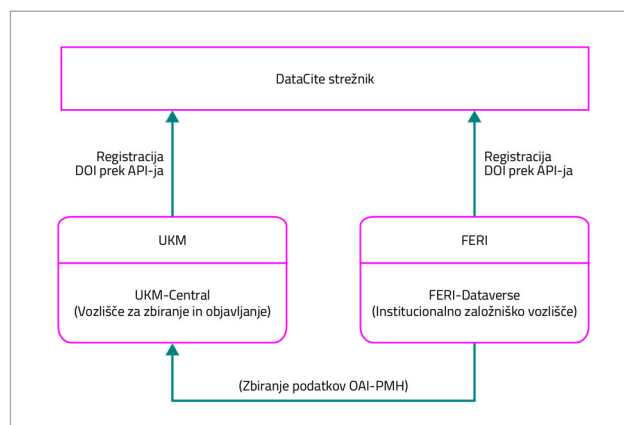 DataCite strežnik
Registracija
DOI prek API-ja
Registracija
DOI prek API-ja
UKM
UKM-Central
(Vozlišče za zbiranje in objavljanje)
FERI
FERI-Dataverse
(Institucionalno založniško vozlišče)
(Zbiranje podatkov OAI-PMH)